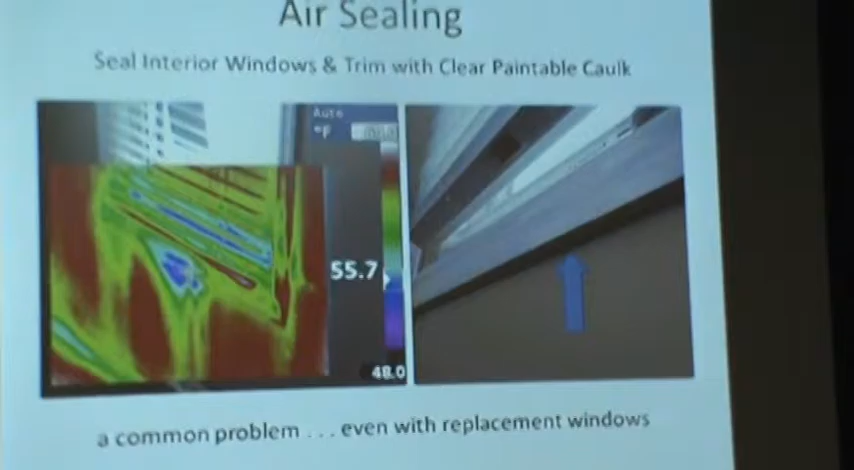 Air Sealing
Seal Interior Windows & Trim with Clear Paintable Caulk
Auto
55.7
48.0
a common problem . . . even with replacement windows